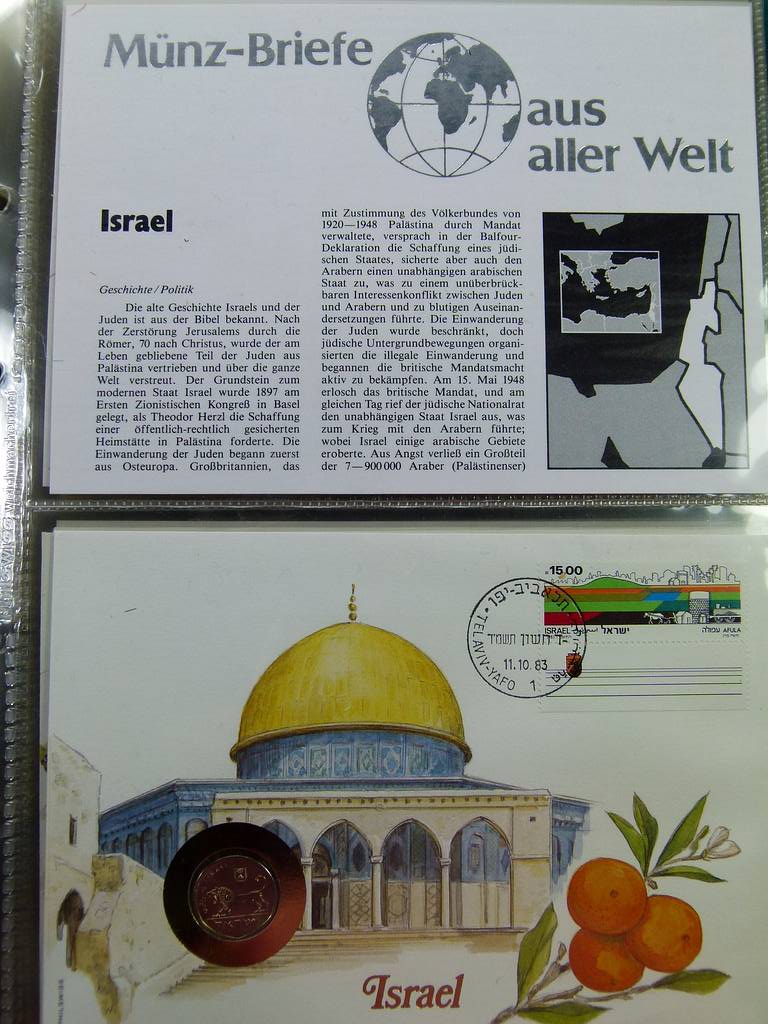 Münz-Briefe
aus
aller Welt
Israel
Geschichte / Politik
Die alte Geschichte Israels und der
Juden ist aus der Bibel bekannt. Nach
der Zerstörung Jerusalems durch die
Römer, 70 nach Christus, wurde der am
Leben gebliebene Teil der Juden aus
Palästina vertrieben und über die ganze
Welt verstreut. Der Grundstein zum
modernen Staat Israel wurde 1897 am
Ersten Zionistischen Kongreß in Basel
gelegt, als Theodor Herzl die Schaffung
einer öffentlich-rechtlich gesicherten
Heimstätte in Palästina forderte. Die
Einwanderung der Juden begann zuerst
aus Osteuropa. Großbritannien, das
mit Zustimmung des Völkerbundes von
1920—1948 Palästina durch Mandat
verwaltete, versprach in der Balfour-
Deklaration die Schaffung eines jüdi-
schen Staates, sicherte aber auch den
Arabern einen unabhängigen arabischen
Staat zu, was zu einem unüberbrück-
baren Interessenkonflikt zwischen Juden
und Arabern und zu blutigen Auseinan-
dersetzungen führte. Die Einwanderung
der Juden wurde beschränkt, doch
jüdische Untergrundbewegungen organi-
sierten die illegale Einwanderung und
begannen die britische Mandatsmacht
aktiv zu bekämpfen. Am 15. Mai 1948
erlosch das britische Mandat, und am
gleichen Tag rief der jüdische Nationalrat
den unabhängigen Staat Israel aus, was
zum Krieg mit den Arabern führte;
wobei Israel einige arabische Gebiete
eroberte. Aus Angst verließ ein Großteil
der 7—900 000 Araber (Palästinenser)
15.00
ISRAEL ישראל
עפולה AFULA
תל אביב-יפו
ד' חשון תשמ"ד
11.10.83
TEL AVIV-YAFO 1
Israel
PHILSWISS